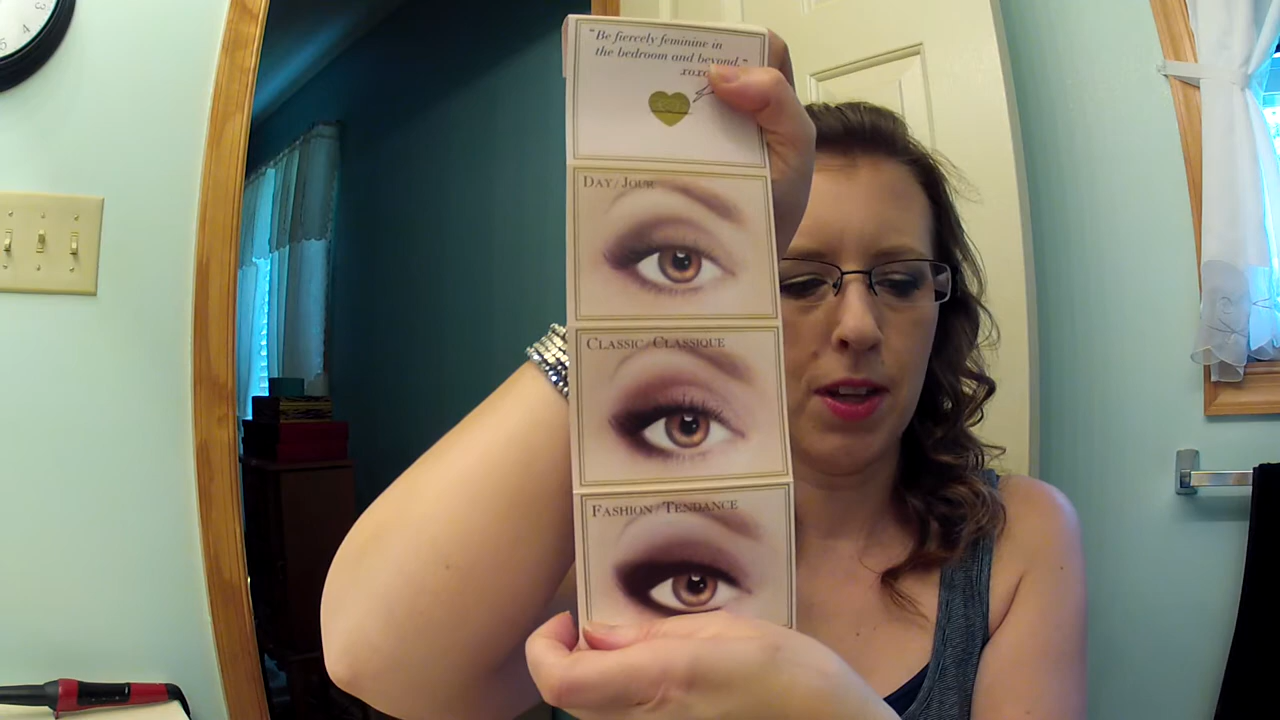 "Be fiercely feminine in
the bedroom and beyond."
xoxo
DAY/JOUR
CLASSIC/CLASSIQUE
FASHION/TENDANCE